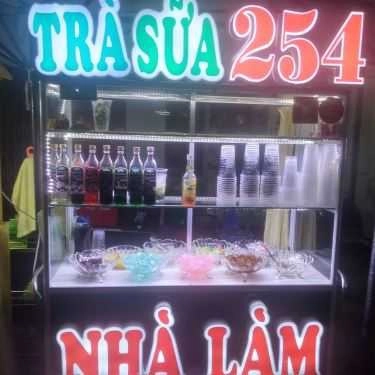 TRÀ SỮA 254
NHÀ LÀM